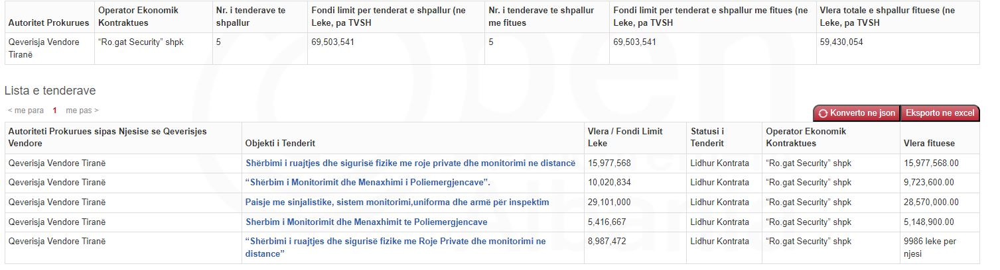 Autoritet Prokurues
Operator Ekonomik
Kontraktues
Nr. i tenderave te
shpallur
Fondi limit per tenderat e shpallur (ne
Leke, pa TVSH
Nr. i tenderave te shpallur
me fitues
Fondi limit per tenderat e shpallur me fitues (ne
Leke, pa TVSH
Vlera totale e shpallur fituese (ne
Leke, pa TVSH
Qeverisja Vendore
Tiranë
“Ro.gat Security” shpk
5
69,503,541
5
69,503,541
59,430,054
Lista e tenderave
< me para 1 me pas >
Konverto ne json
Eksporto ne excel
Autoriteti Prokurues sipas Njesise se Qeverisjes
Vendore
Objekti i Tenderit
Vlera / Fondi Limit
Leke
Statusi i
Tenderit
Operator Ekonomik
Kontraktues
Vlera fituese
Qeverisja Vendore Tiranë
Shërbimi i ruajtjes dhe sigurisë fizike me roje private dhe monitorimi ne distancë
15,977,568
Lidhur Kontrata
“Ro.gat Security” shpk
15,977,568.00
Qeverisja Vendore Tiranë
“Shërbim i Monitorimit dhe Menaxhimi i Poliemergjencave”.
10,020,834
Lidhur Kontrata
“Ro.gat Security” shpk
9,723,600.00
Qeverisja Vendore Tiranë
Paisje me sinjalistike, sistem monitorimi,uniforma dhe armë për inspektim
29,101,000
Lidhur Kontrata
“Ro.gat Security” shpk
28,570,000.00
Qeverisja Vendore Tiranë
Sherbim i Monitorimit dhe Menaxhimit te Poliemergjencave
5,416,667
Lidhur Kontrata
“Ro.gat Security” shpk
5,148,900.00
Qeverisja Vendore Tiranë
“Shërbimi i ruajtjes dhe sigurisë fizike me Roje Private dhe monitorimi ne
distance”
8,987,472
Lidhur Kontrata
“Ro.gat Security” shpk
9986 leke per
njesi